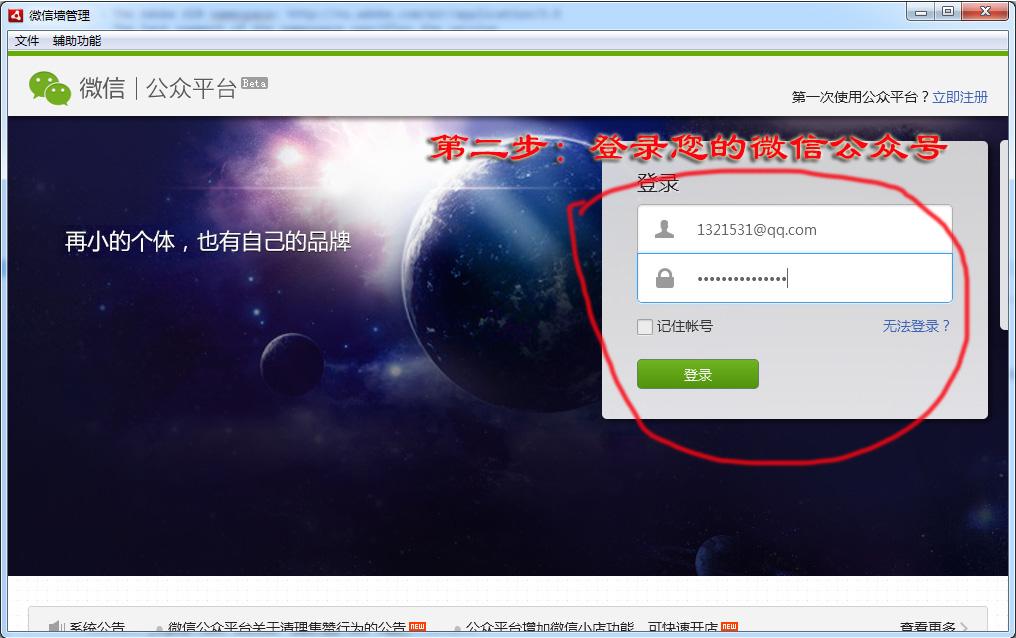 微信墙管理
文件 辅助功能
微信 公众平台 Beta
第一次使用公众平台？立即注册
第二步：登录您的微信公众号
登录
再小的个体，也有自己的品牌
1321531@qq.com
记住帐号 无法登录？
登录
系统公告 微信公众平台关于清理集赞行为的公告 NEW 公众平台增加微信小店功能，可快速开店 NEW 查看更多